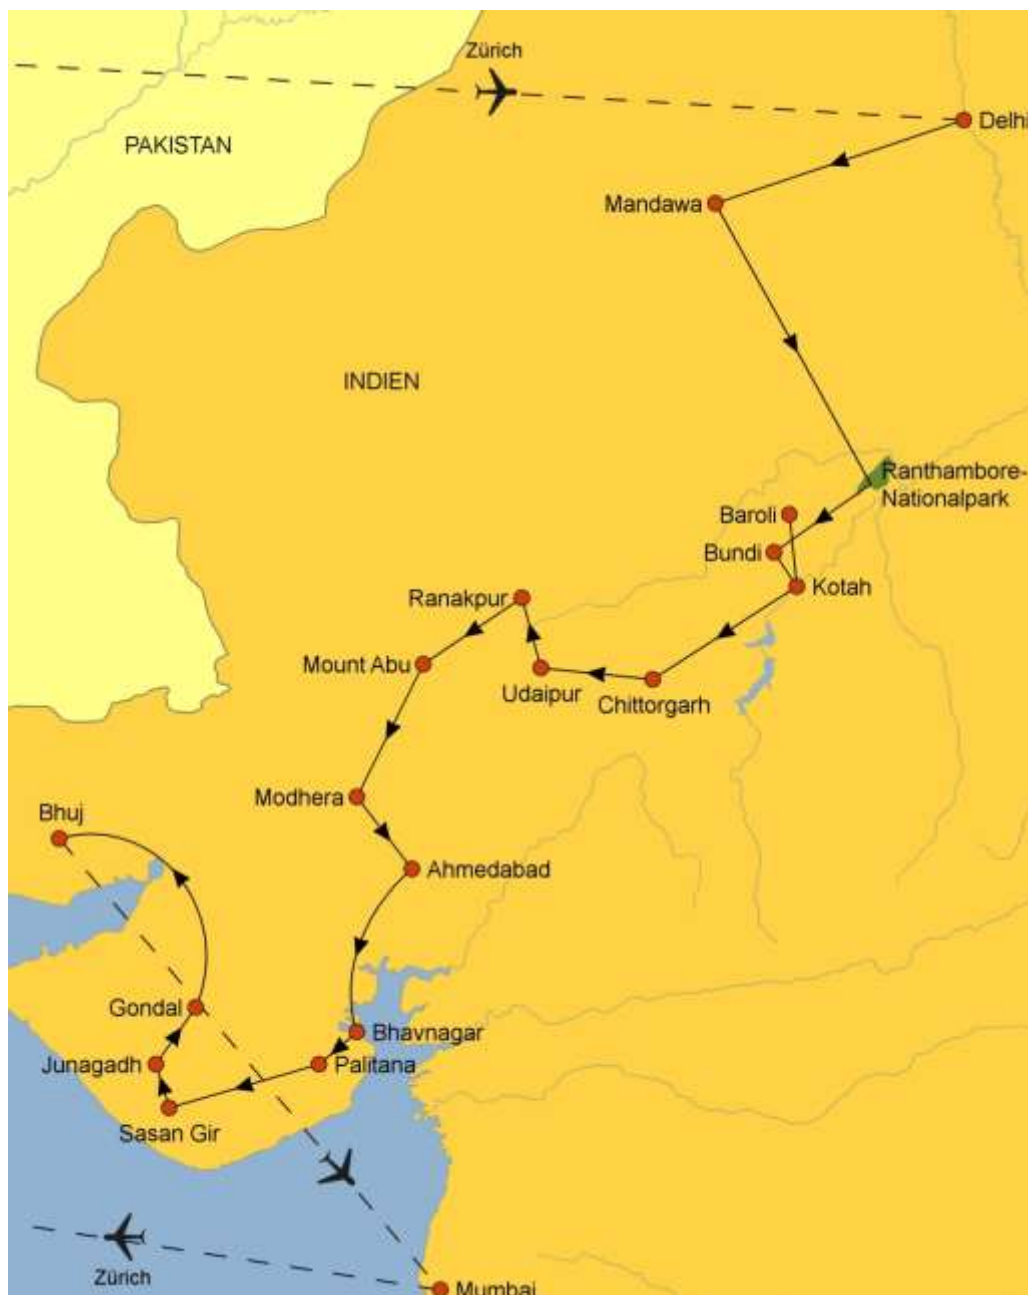 Zürich
PAKISTAN
Delhi
Mandawa
INDIEN
Ranthambore-
Nationalpark
Baroli
Bundi
Kotah
Ranakpur
Mount Abu
Udaipur
Chittorgarh
Modhera
Bhuj
Ahmedabad
Gondal
Bhavnagar
Junagadh
Palitana
Sasan Gir
Zürich
Mumbai